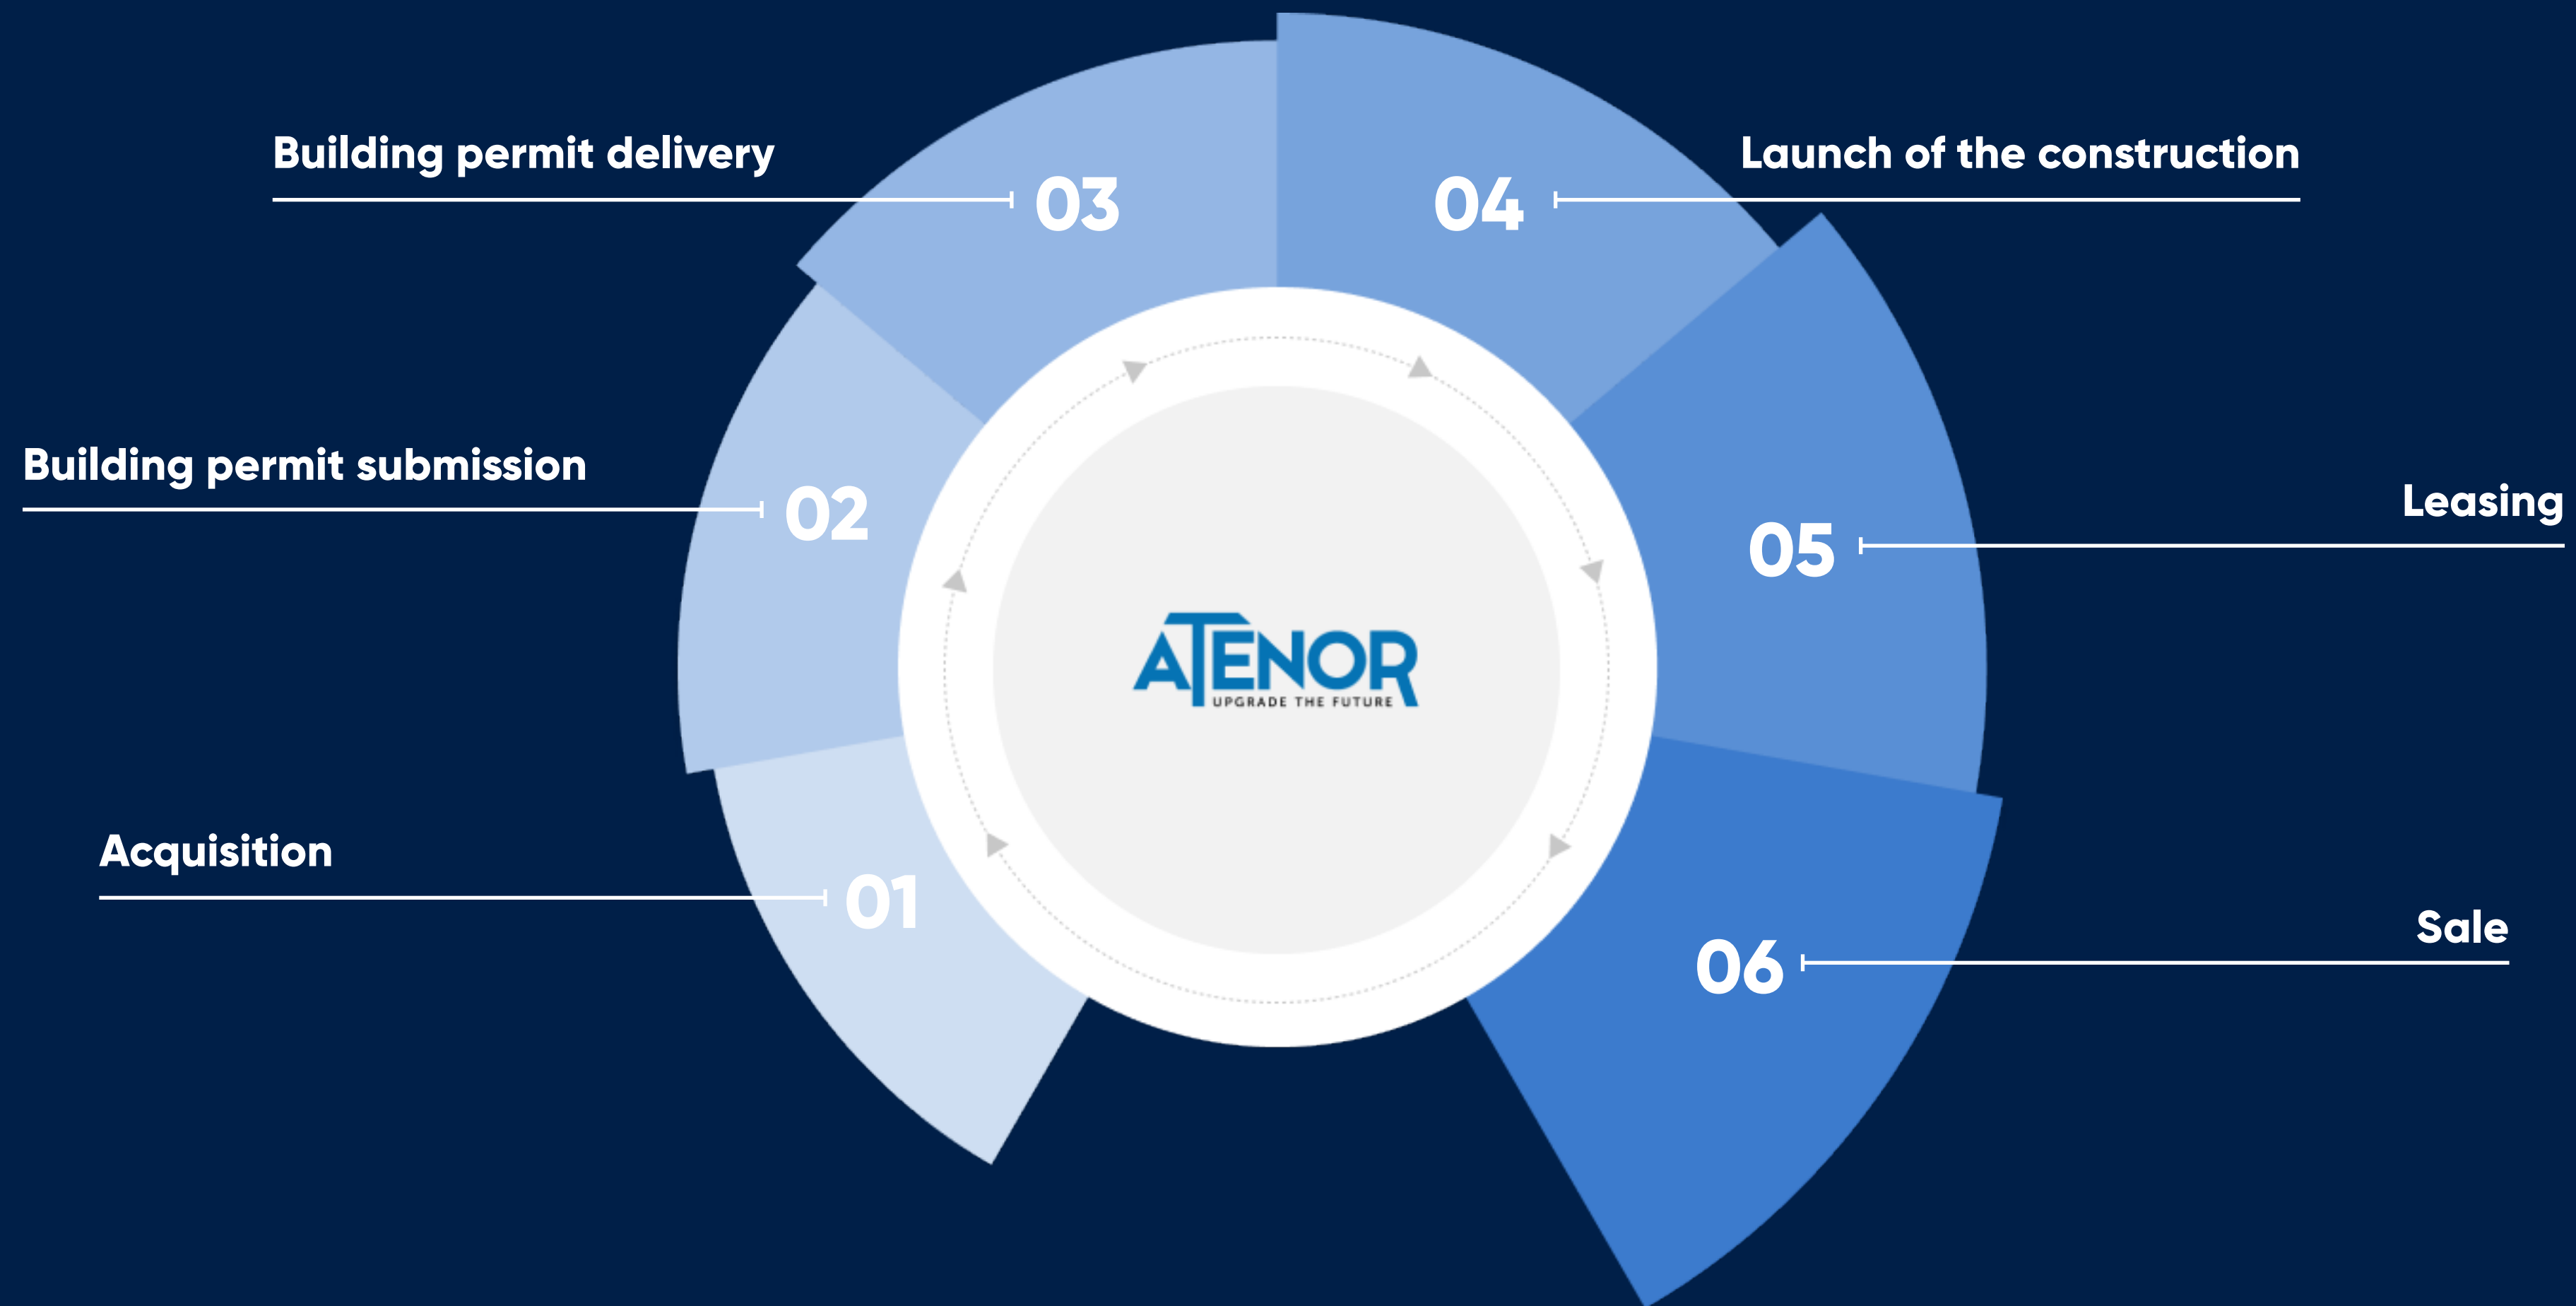 Building permit delivery
03
04
Launch of the construction
Building permit submission
02
Leasing
05
ATENOR
UPGRADE THE FUTURE
Acquisition
01
Sale
06